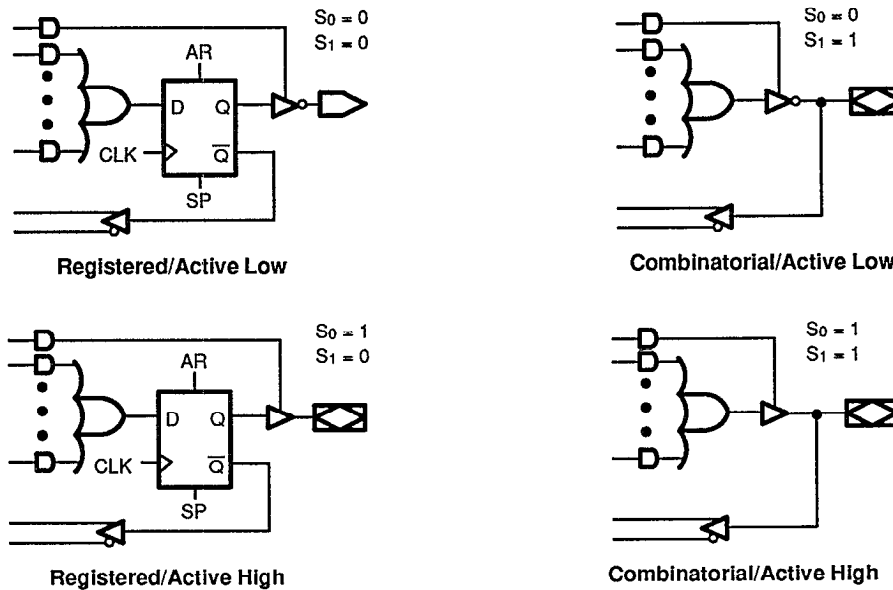 S0 = 0
S1 = 0
AR
D Q
CLK Q̅
SP
Registered/Active Low
S0 = 0
S1 = 1
Combinatorial/Active Low
S0 = 1
S1 = 0
AR
D Q
CLK Q̅
SP
Registered/Active High
S0 = 1
S1 = 1
Combinatorial/Active High